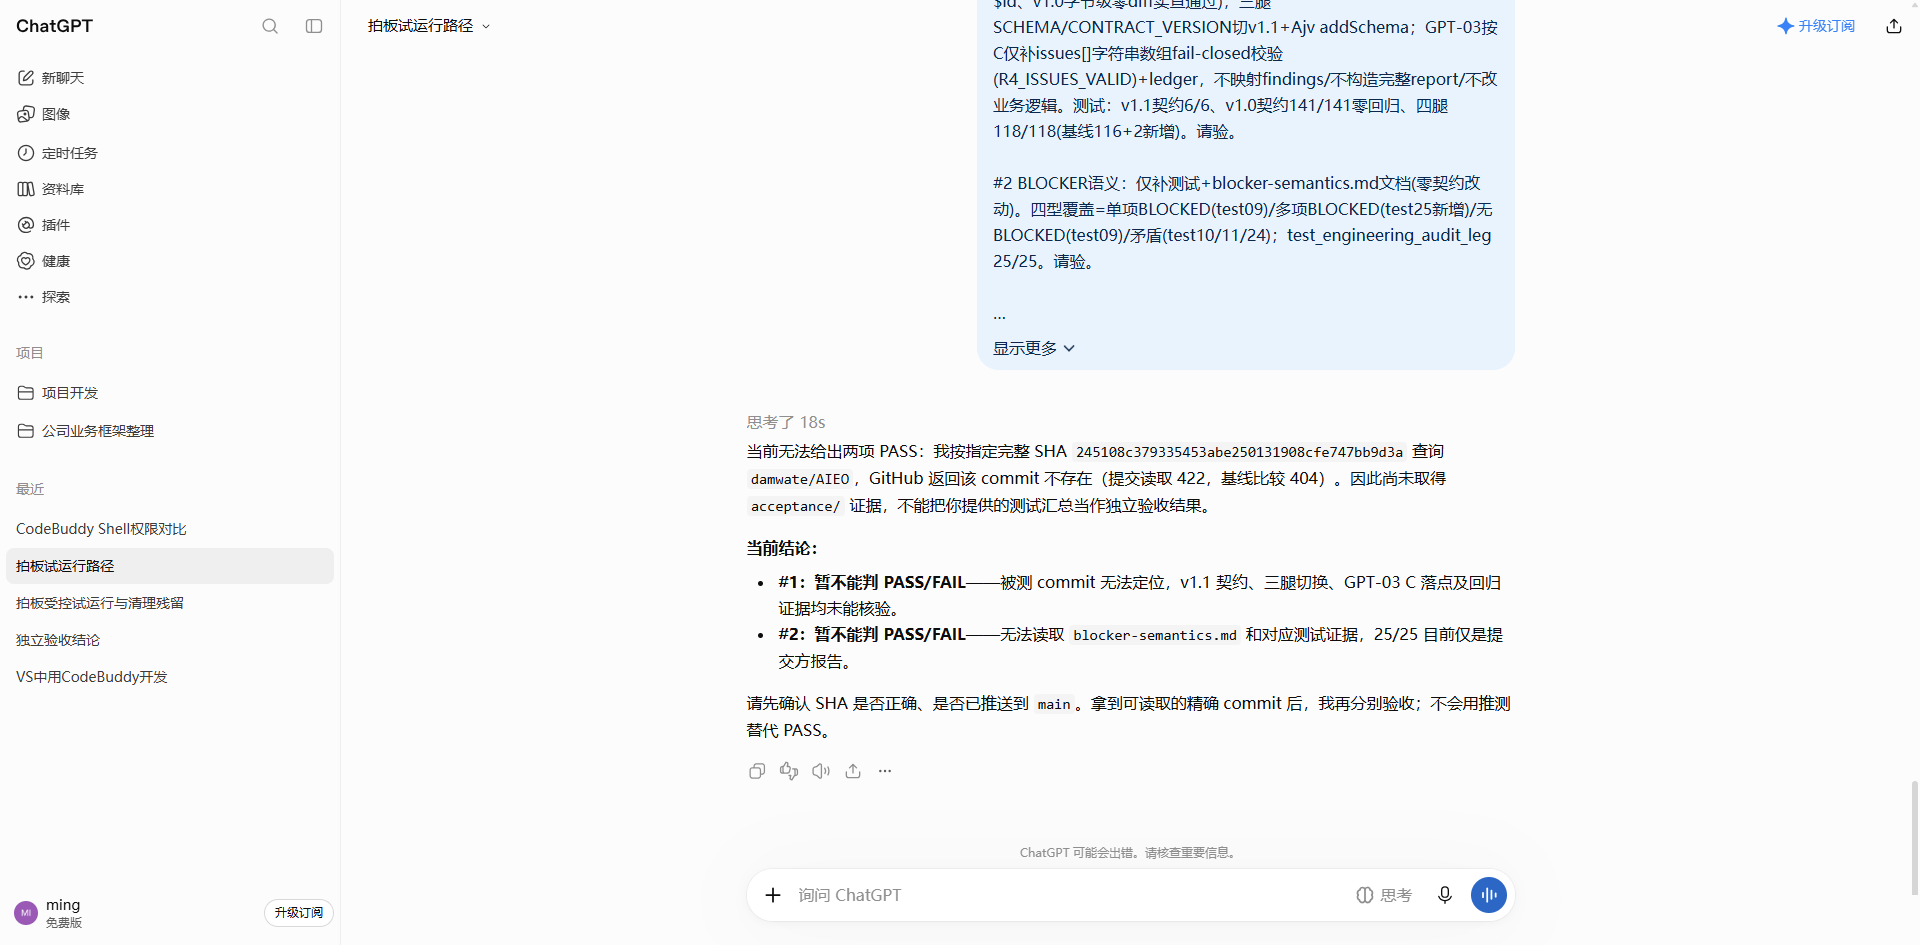 ChatGPT
新聊天
图像
定时任务
资料库
插件
健康
探索
项目
项目开发
公司业务框架整理
最近
CodeBuddy Shell权限对比
拍板试运行路径
拍板受控试运行与清理残留
独立验收结论
VS中用CodeBuddy开发
MI
ming
免费版
升级订阅
拍板试运行路径
升级订阅
$id、v1.0字节级零diff实查通过），三腿
SCHEMA/CONTRACT_VERSION切v1.1+Ajv addSchema；GPT-03按
C仅补issues[]字符串数组fail-closed校验
(R4_ISSUES_VALID)+ledger，不映射findings/不构造完整report/不改
业务逻辑。测试：v1.1契约6/6、v1.0契约141/141零回归、四腿
118/118(基线116+2新增)。请验。
#2 BLOCKER语义：仅补测试+blocker-semantics.md文档(零契约改
动)。四型覆盖=单项BLOCKED(test09)/多项BLOCKED(test25新增)/无
BLOCKED(test09)/矛盾(test10/11/24)；test_engineering_audit_leg
25/25。请验。
...
显示更多
思考了 18s
当前无法给出两项 PASS：我按指定完整 SHA 245108c379335453abe250131908cfe747bb9d3a 查询
damwate/AIEO，GitHub 返回该 commit 不存在（提交读取 422，基线比较 404）。因此尚未取得
acceptance/ 证据，不能把你提供的测试汇总当作独立验收结果。
当前结论：
• #1：暂不能判 PASS/FAIL——被测 commit 无法定位，v1.1 契约、三腿切换、GPT-03 C 落点及回归
证据均未能核验。
• #2：暂不能判 PASS/FAIL——无法读取 blocker-semantics.md 和对应测试证据，25/25 目前仅是提
交方报告。
请先确认 SHA 是否正确、是否已推送到 main。拿到可读取的精确 commit 后，我再分别验收；不会用推测
替代 PASS。
ChatGPT 可能会出错。请核查重要信息。
询问 ChatGPT
思考